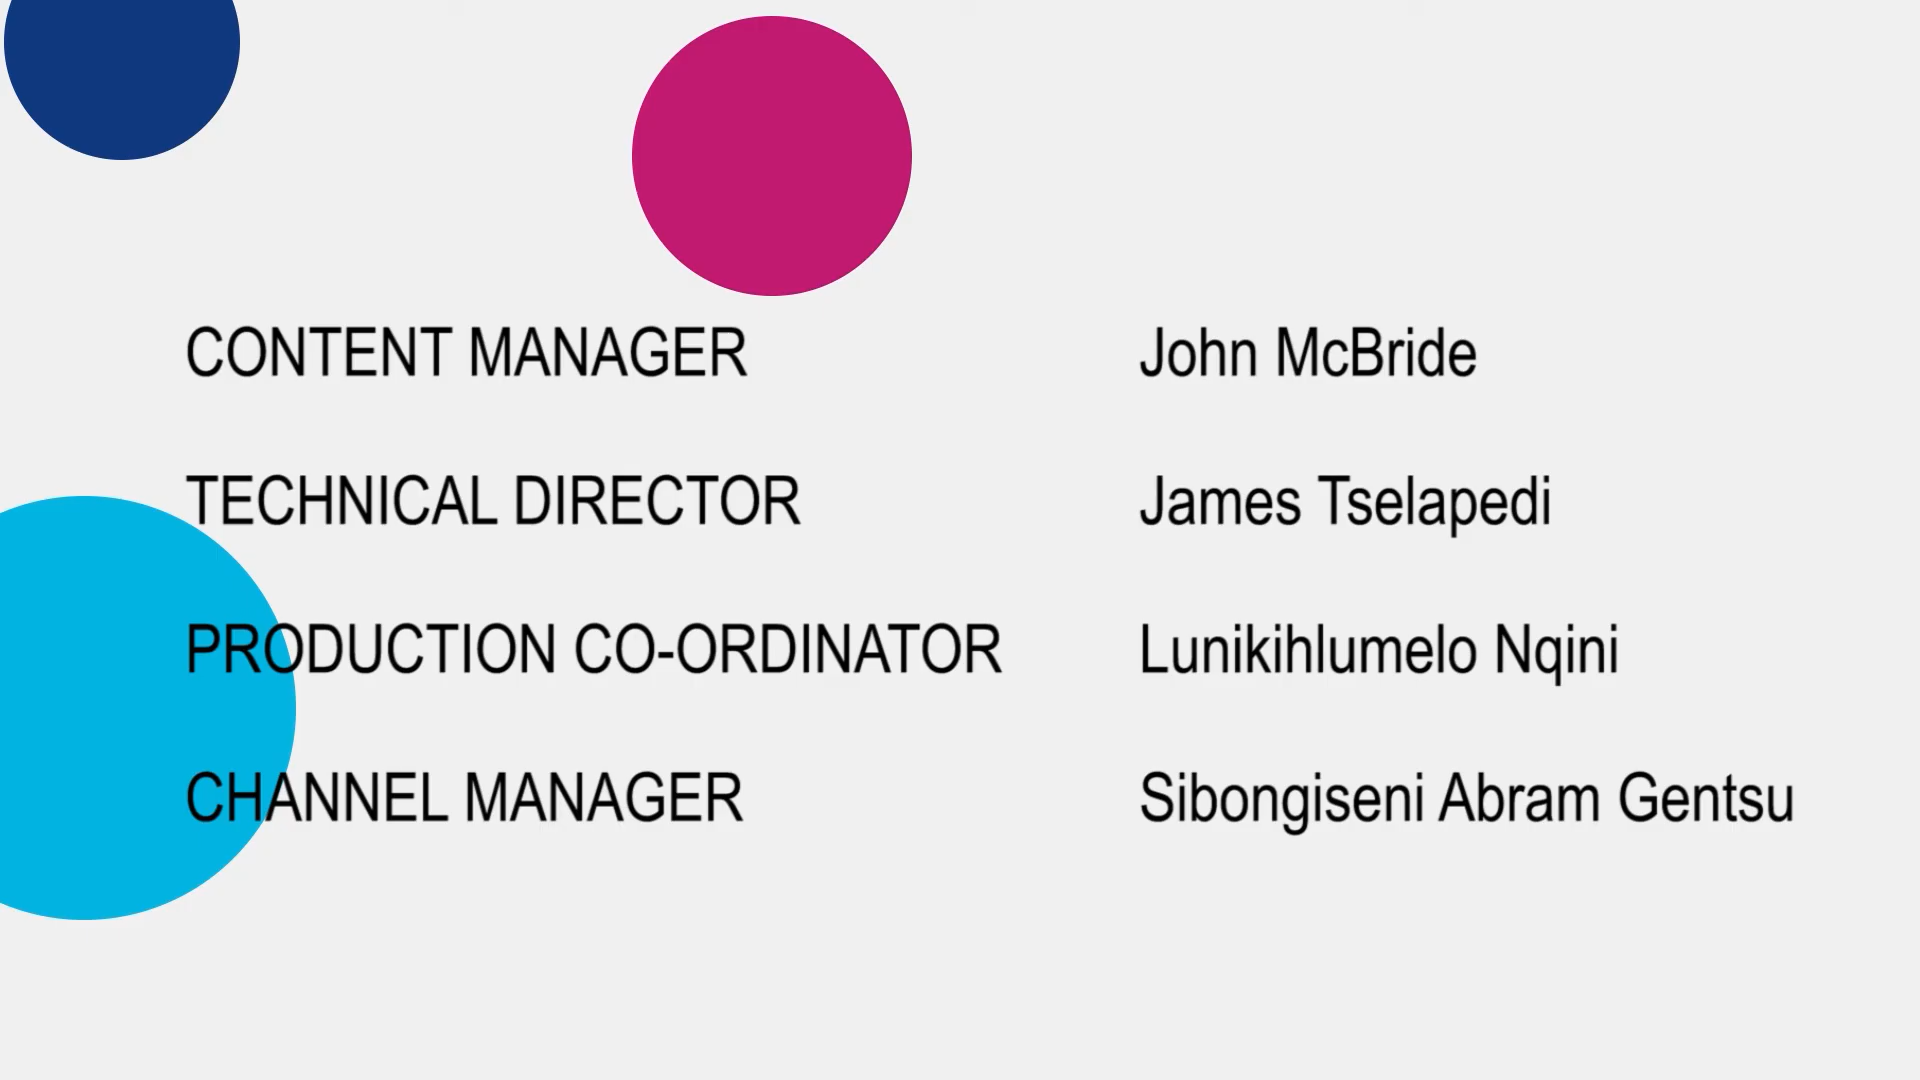 CONTENT MANAGER John McBride
TECHNICAL DIRECTOR James Tselapedi
PRODUCTION CO-ORDINATOR Lunikihlumelo Nqini
CHANNEL MANAGER Sibongiseni Abram Gentsu